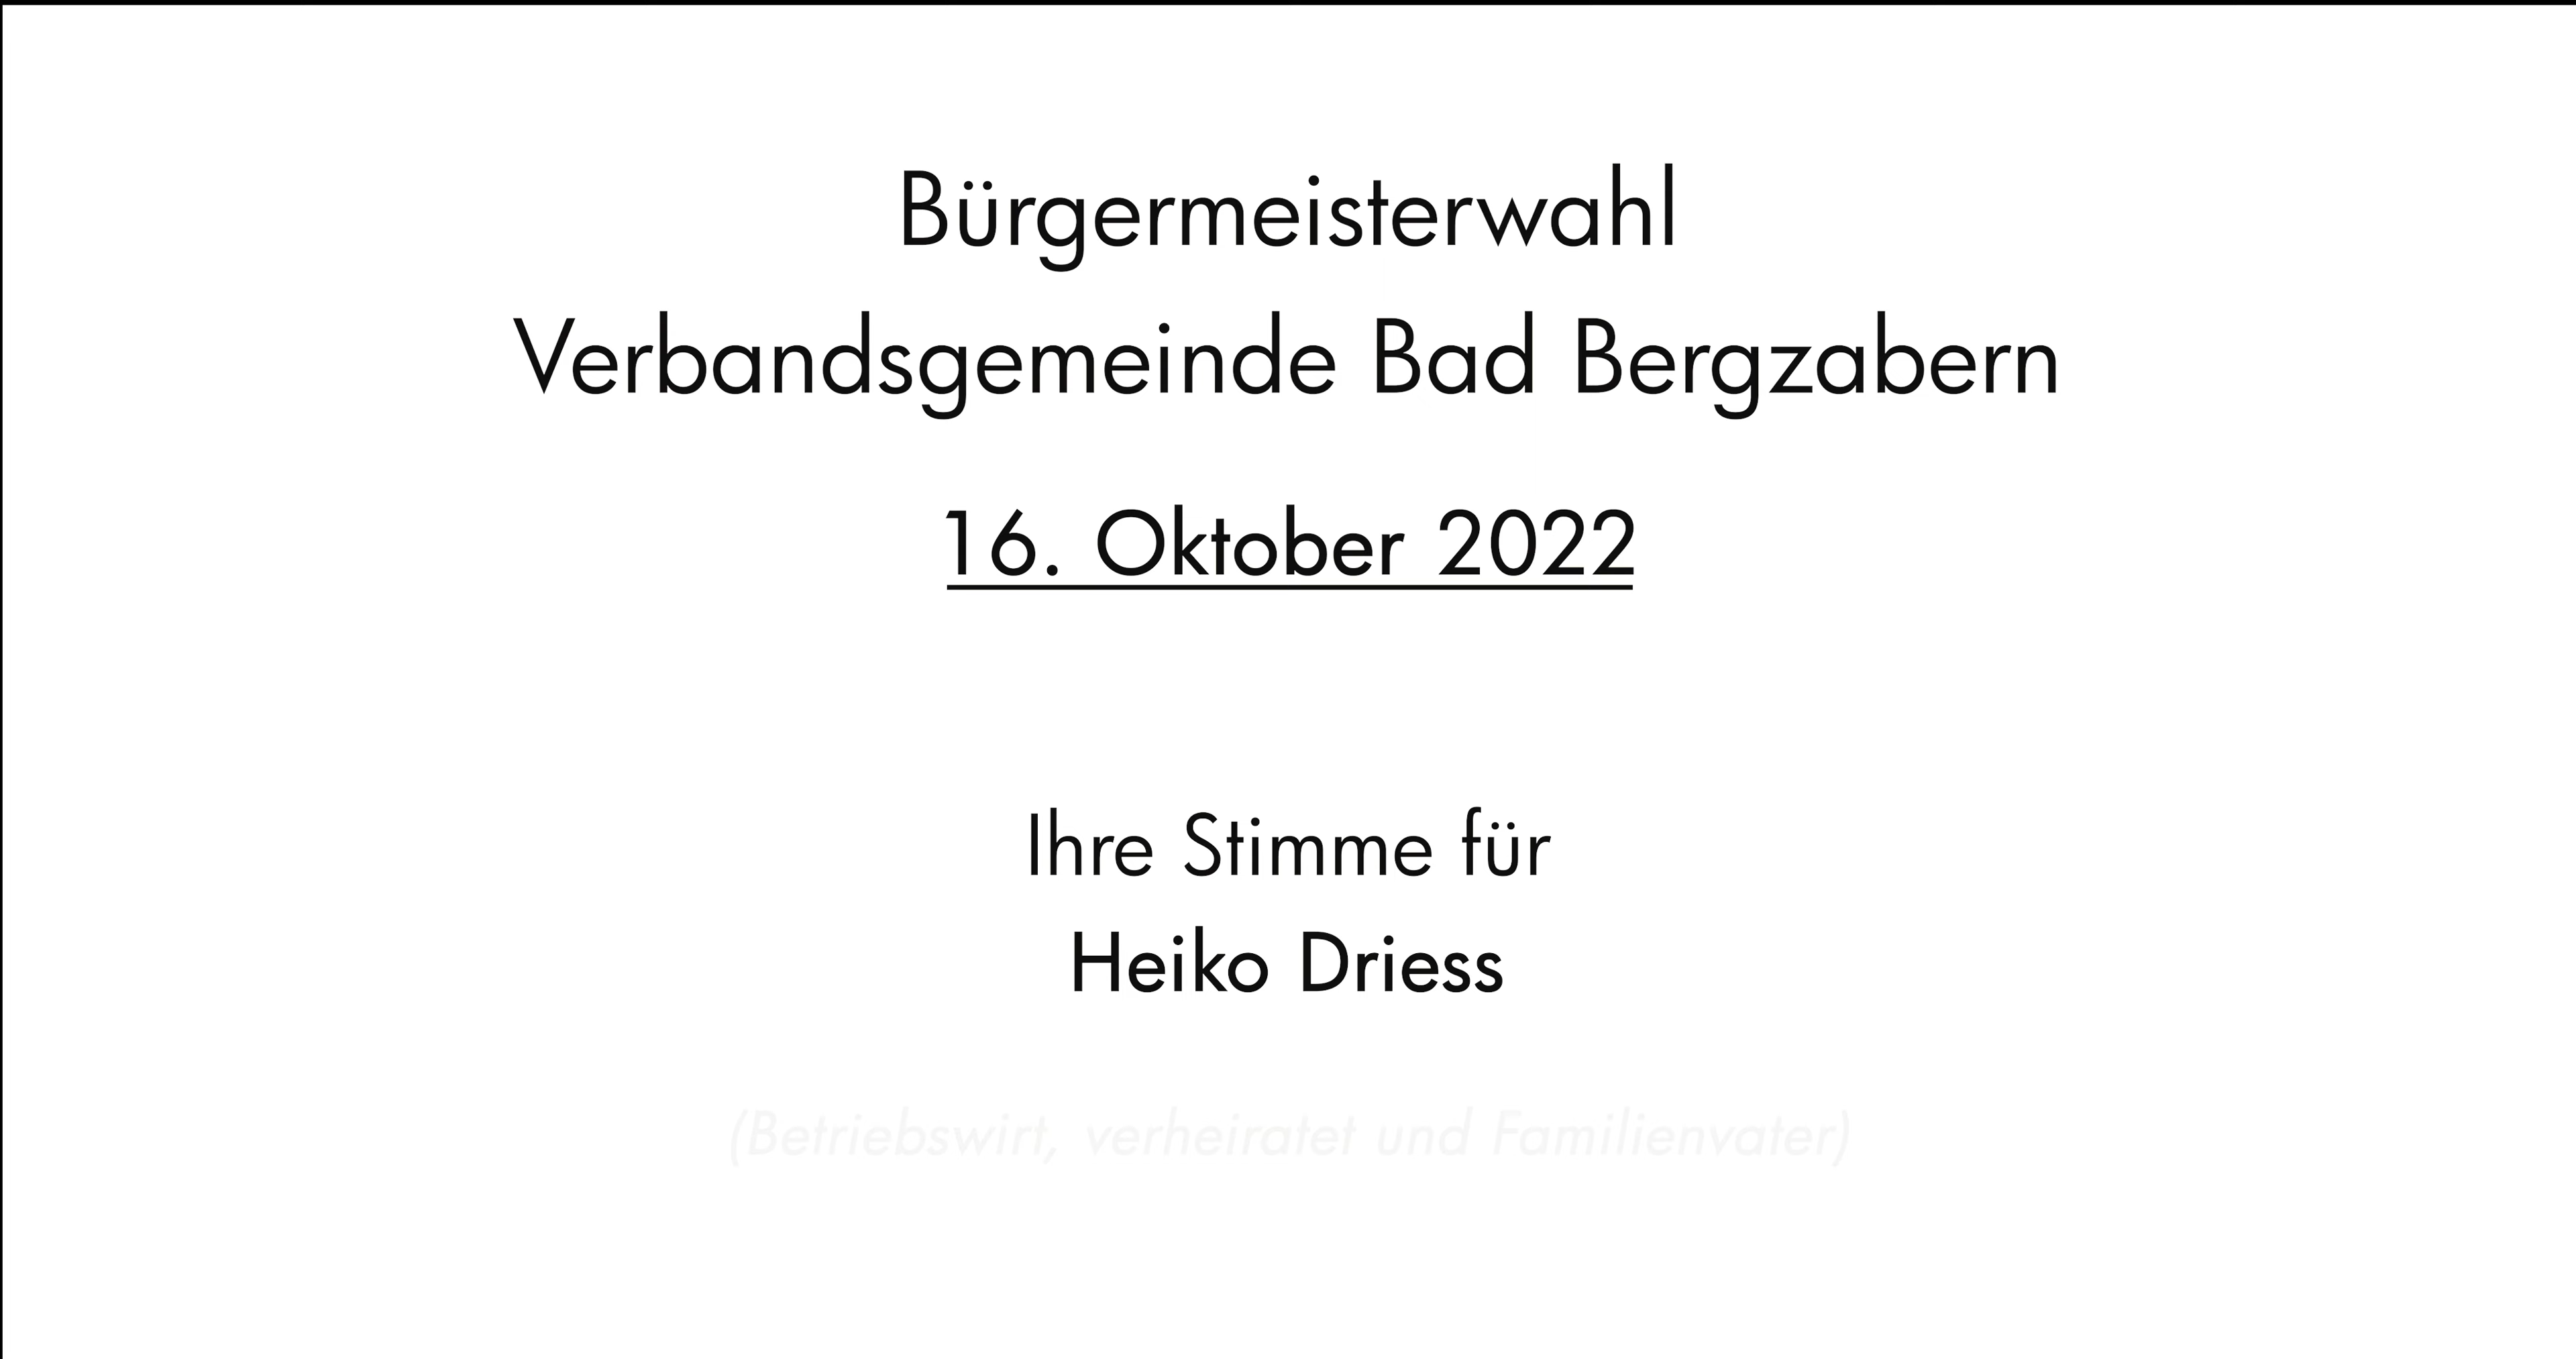 Bürgermeisterwahl
Verbandsgemeinde Bad Bergzabern
16. Oktober 2022
Ihre Stimme für
Heiko Driess
(Betriebswirt, verheiratet und Familienvater)